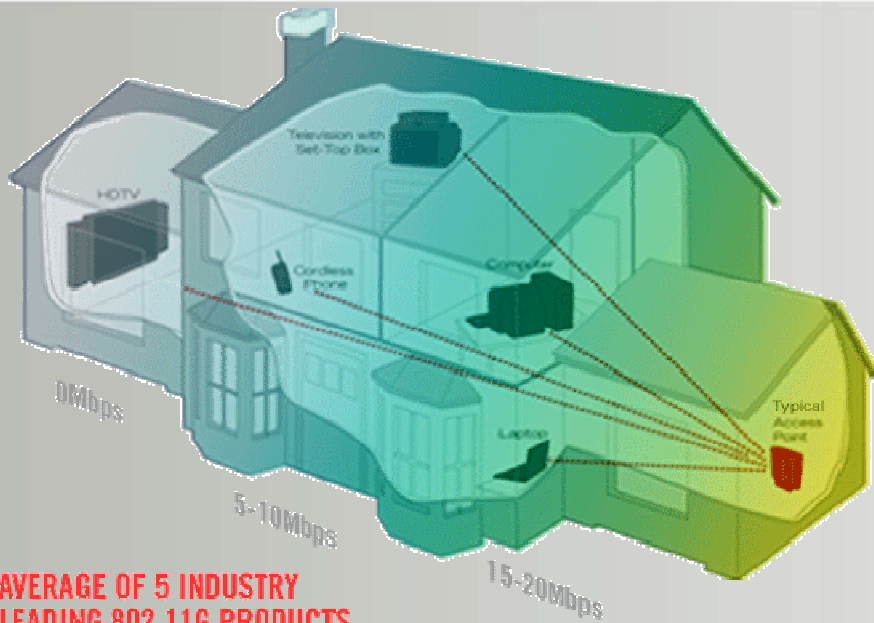 Television with
Set-Top Box
HDTV
Cordless
Phone
Computer
Typical
Access
Point
Laptop
0Mbps
5-10Mbps
15-20Mbps
AVERAGE OF 5 INDUSTRY
LEADING 802.11G PRODUCTS